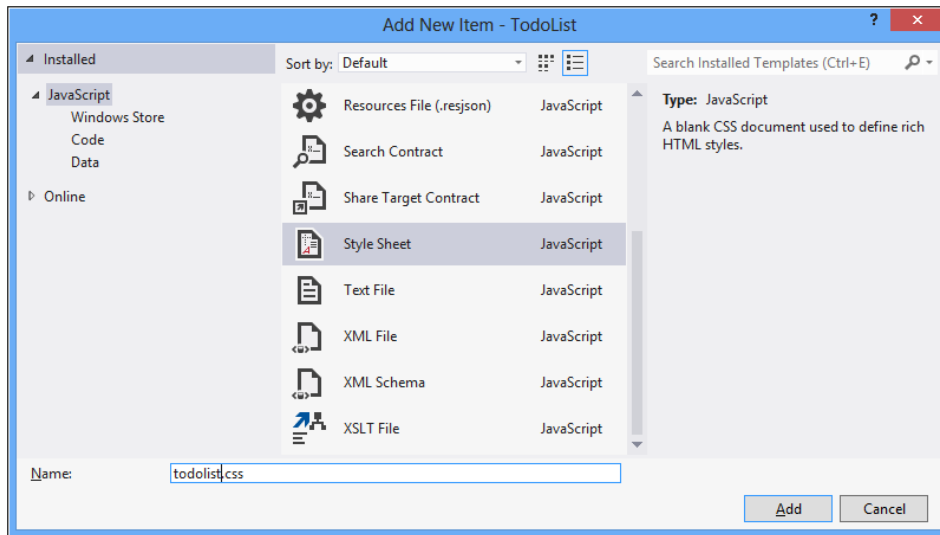 Add New Item - TodoList
?
Installed
JavaScript
Windows Store
Code
Data
Online
Sort by: Default
Resources File (.resjson) JavaScript
Search Contract JavaScript
Share Target Contract JavaScript
Style Sheet JavaScript
Text File JavaScript
XML File JavaScript
XML Schema JavaScript
XSLT File JavaScript
Search Installed Templates (Ctrl+E)
Type: JavaScript
A blank CSS document used to define rich
HTML styles.
Name: todolist.css
Add Cancel